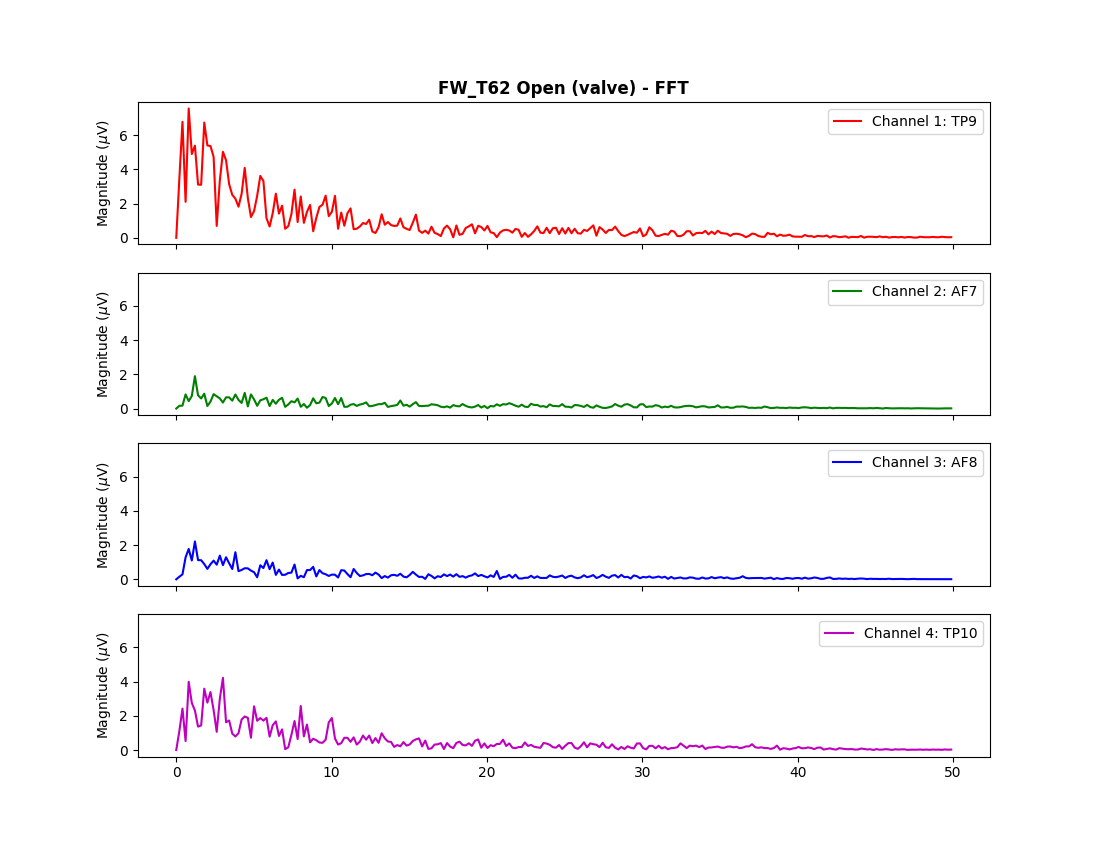 FW_T62 Open (valve) - FFT
Magnitude (μV)
6
4
2
0
Channel 1: TP9
Magnitude (μV)
6
4
2
0
Channel 2: AF7
Magnitude (μV)
6
4
2
0
Channel 3: AF8
Magnitude (μV)
6
4
2
0
Channel 4: TP10
0 10 20 30 40 50